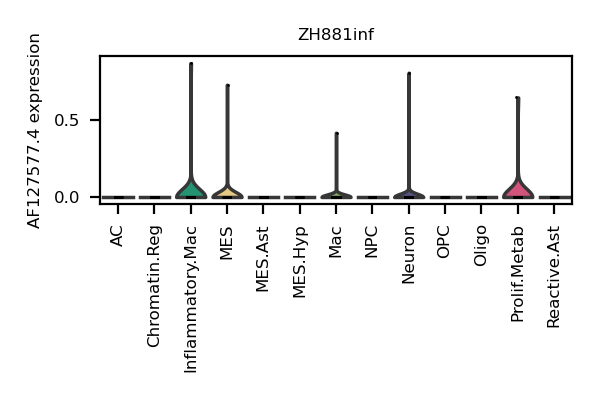 ZH881inf
AF127577.4 expression
0.5
0.0
AC
Chromatin.Reg
Inflammatory.Mac
MES
MES.Ast
MES.Hyp
Mac
NPC
Neuron
OPC
Oligo
Prolif.Metab
Reactive.Ast